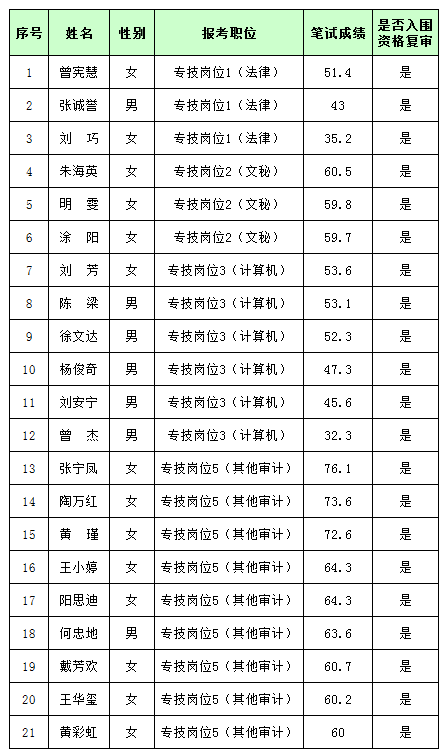 序号 姓名 性别 报考职位 笔试成绩 是否入围资格复审
1 曾宪慧 女 专技岗位1（法律） 51.4 是
2 张诚誉 男 专技岗位1（法律） 43 是
3 刘 巧 女 专技岗位1（法律） 35.2 是
4 朱海英 女 专技岗位2（文秘） 60.5 是
5 明 雯 女 专技岗位2（文秘） 59.8 是
6 涂 阳 女 专技岗位2（文秘） 59.7 是
7 刘 芳 女 专技岗位3（计算机） 53.6 是
8 陈 梁 男 专技岗位3（计算机） 53.1 是
9 徐文达 男 专技岗位3（计算机） 52.3 是
10 杨俊奇 男 专技岗位3（计算机） 47.3 是
11 刘安宁 男 专技岗位3（计算机） 45.6 是
12 曾 杰 男 专技岗位3（计算机） 32.3 是
13 张宁凤 女 专技岗位5（其他审计） 76.1 是
14 陶万红 女 专技岗位5（其他审计） 73.6 是
15 黄 瑾 女 专技岗位5（其他审计） 72.6 是
16 王小婷 女 专技岗位5（其他审计） 64.3 是
17 阳思迪 女 专技岗位5（其他审计） 64.3 是
18 何忠地 男 专技岗位5（其他审计） 63.6 是
19 戴芳欢 女 专技岗位5（其他审计） 60.7 是
20 王华玺 女 专技岗位5（其他审计） 60.2 是
21 黄彩虹 女 专技岗位5（其他审计） 60 是